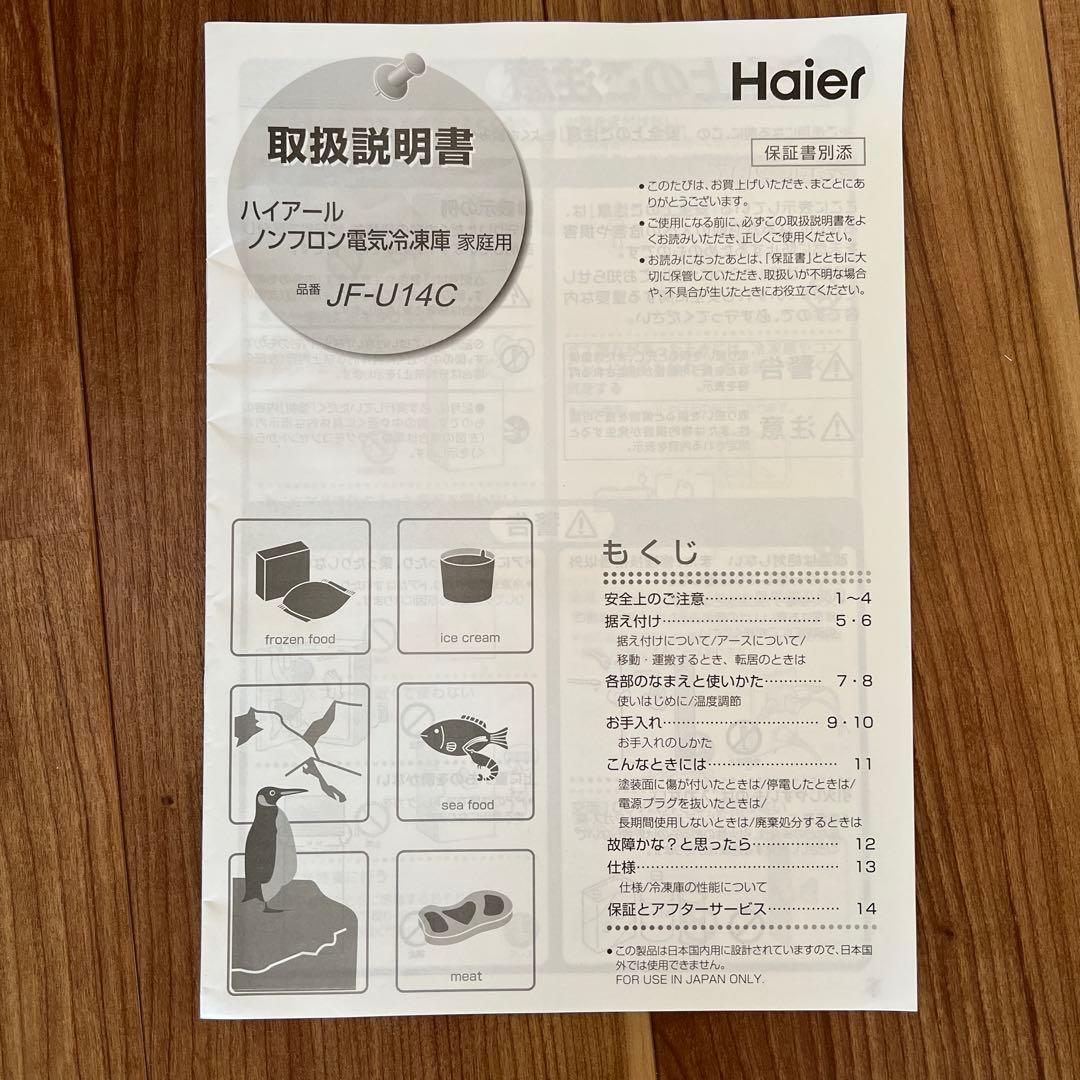 Haier
取扱説明書
保証書別添
ハイアール
ノンフロン電気冷凍庫 家庭用
品番 JF-U14C
●このたびは、お買上げいただき、まことにあ
りがとうございます。
●ご使用になる前に、必ずこの取扱説明書をよ
くお読みいただき、正しくご使用ください。
●お読みになったあとは、「保証書」とともに大
切に保管していただき、取扱いが不明な場合
や、不具合が生じたときにお役立てください。
frozen food
ice cream
sea food
meat
もくじ
安全上のご注意…………………… 1〜4
据え付け…………………………… 5・6
据え付けについて/アースについて/
移動・運搬するとき、転居のときは
各部のなまえと使いかた………… 7・8
使いはじめに/温度調節
お手入れ…………………………… 9・10
お手入れのしかた
こんなときには……………………… 11
塗装面に傷が付いたときは/停電したときは/
電源プラグを抜いたときは/
長期間使用しないときは/廃棄処分するときは
故障かな？と思ったら……………… 12
仕様…………………………………… 13
仕様/冷凍庫の性能について
保証とアフターサービス…………… 14
●この製品は日本国内用に設計されていますので、日本国
外では使用できません。
FOR USE IN JAPAN ONLY.